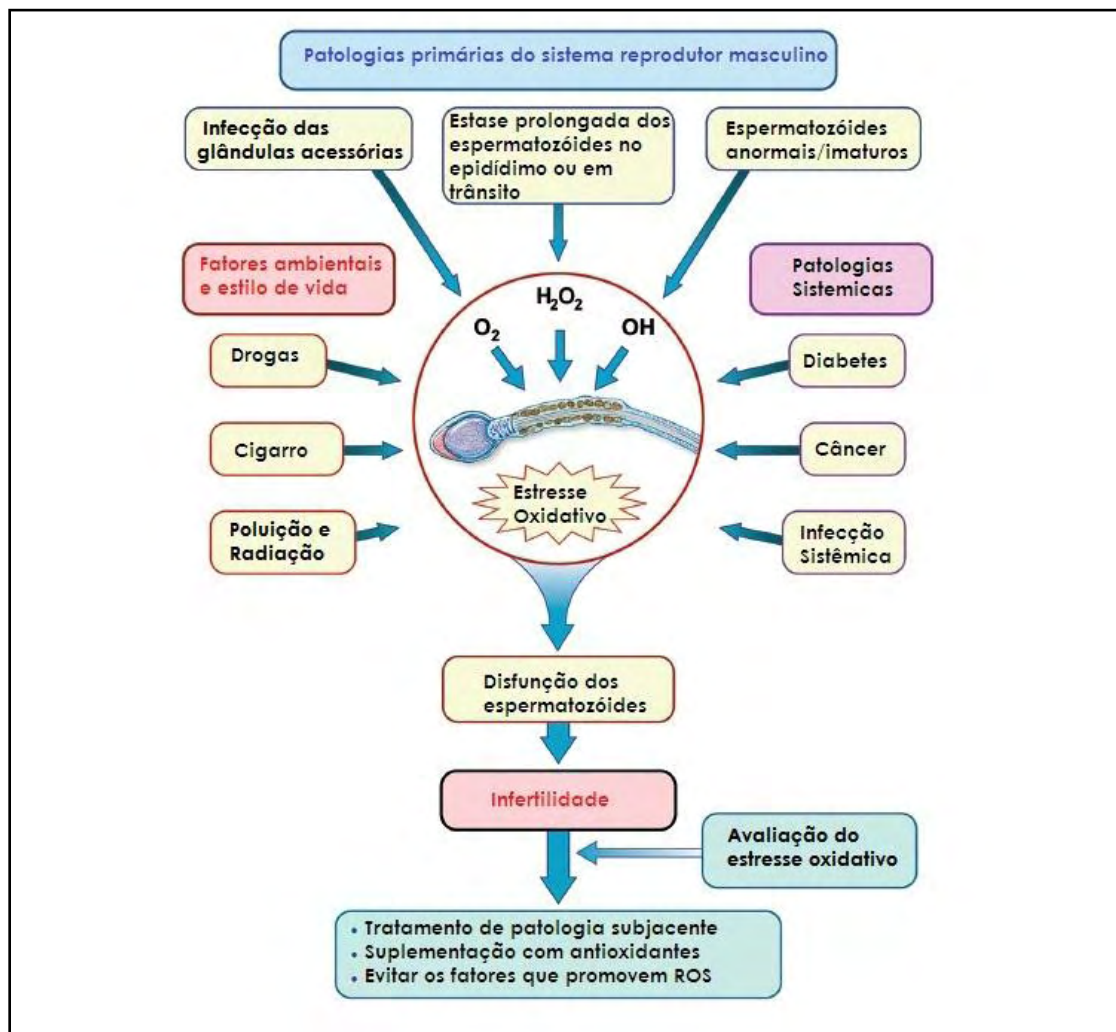 Patologias primárias do sistema reprodutor masculino
Infecção das
glândulas acessórias
Estase prolongada dos
espermatozóides no
epidídimo ou em
trânsito
Espermatozóides
anormais/imaturos
Fatores ambientais
e estilo de vida
Patologias
Sistemicas
H₂O₂
O₂
OH
Drogas
Cigarro
Poluição e
Radiação
Diabetes
Câncer
Infecção
Sistêmica
Estresse
Oxidativo
Disfunção dos
espermatozóides
Infertilidade
Avaliação do
estresse oxidativo
• Tratamento de patologia subjacente
• Suplementação com antioxidantes
• Evitar os fatores que promovem ROS